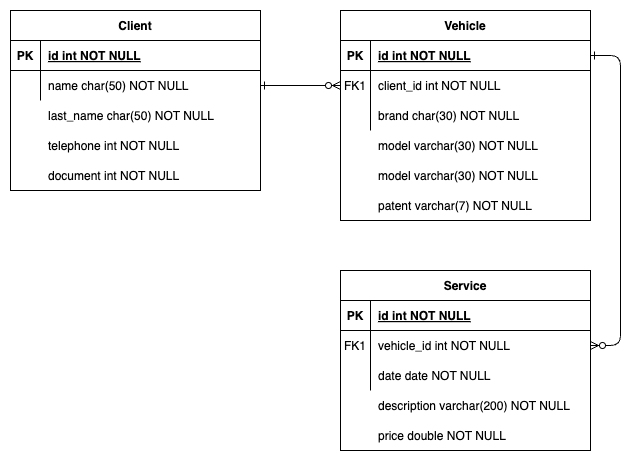 Client
PK id int NOT NULL
name char(50) NOT NULL
last_name char(50) NOT NULL
telephone int NOT NULL
document int NOT NULL
Vehicle
PK id int NOT NULL
FK1 client_id int NOT NULL
brand char(30) NOT NULL
model varchar(30) NOT NULL
model varchar(30) NOT NULL
patent varchar(7) NOT NULL
Service
PK id int NOT NULL
FK1 vehicle_id int NOT NULL
date date NOT NULL
description varchar(200) NOT NULL
price double NOT NULL